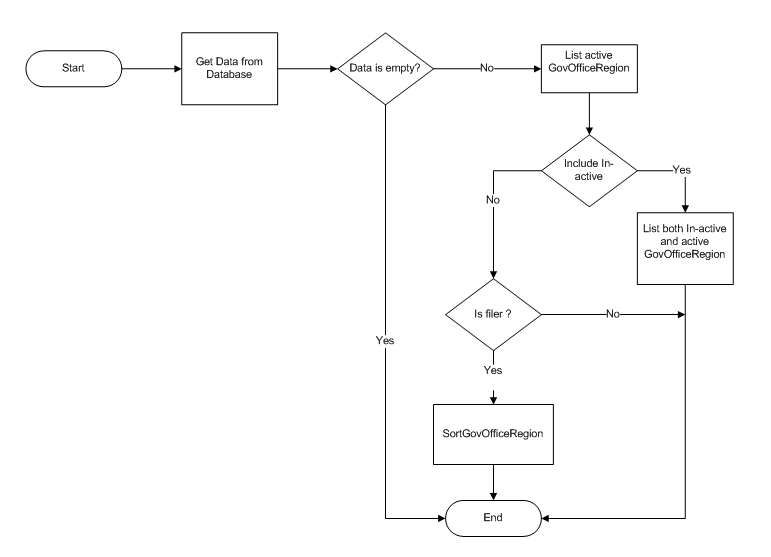 Start
Get Data from
Database
Data is empty?
No
List active
GovOfficeRegion
Include In-
active
Yes
No
List both In-active
and active
GovOfficeRegion
Is filer ?
No
Yes
Yes
SortGovOfficeRegion
End